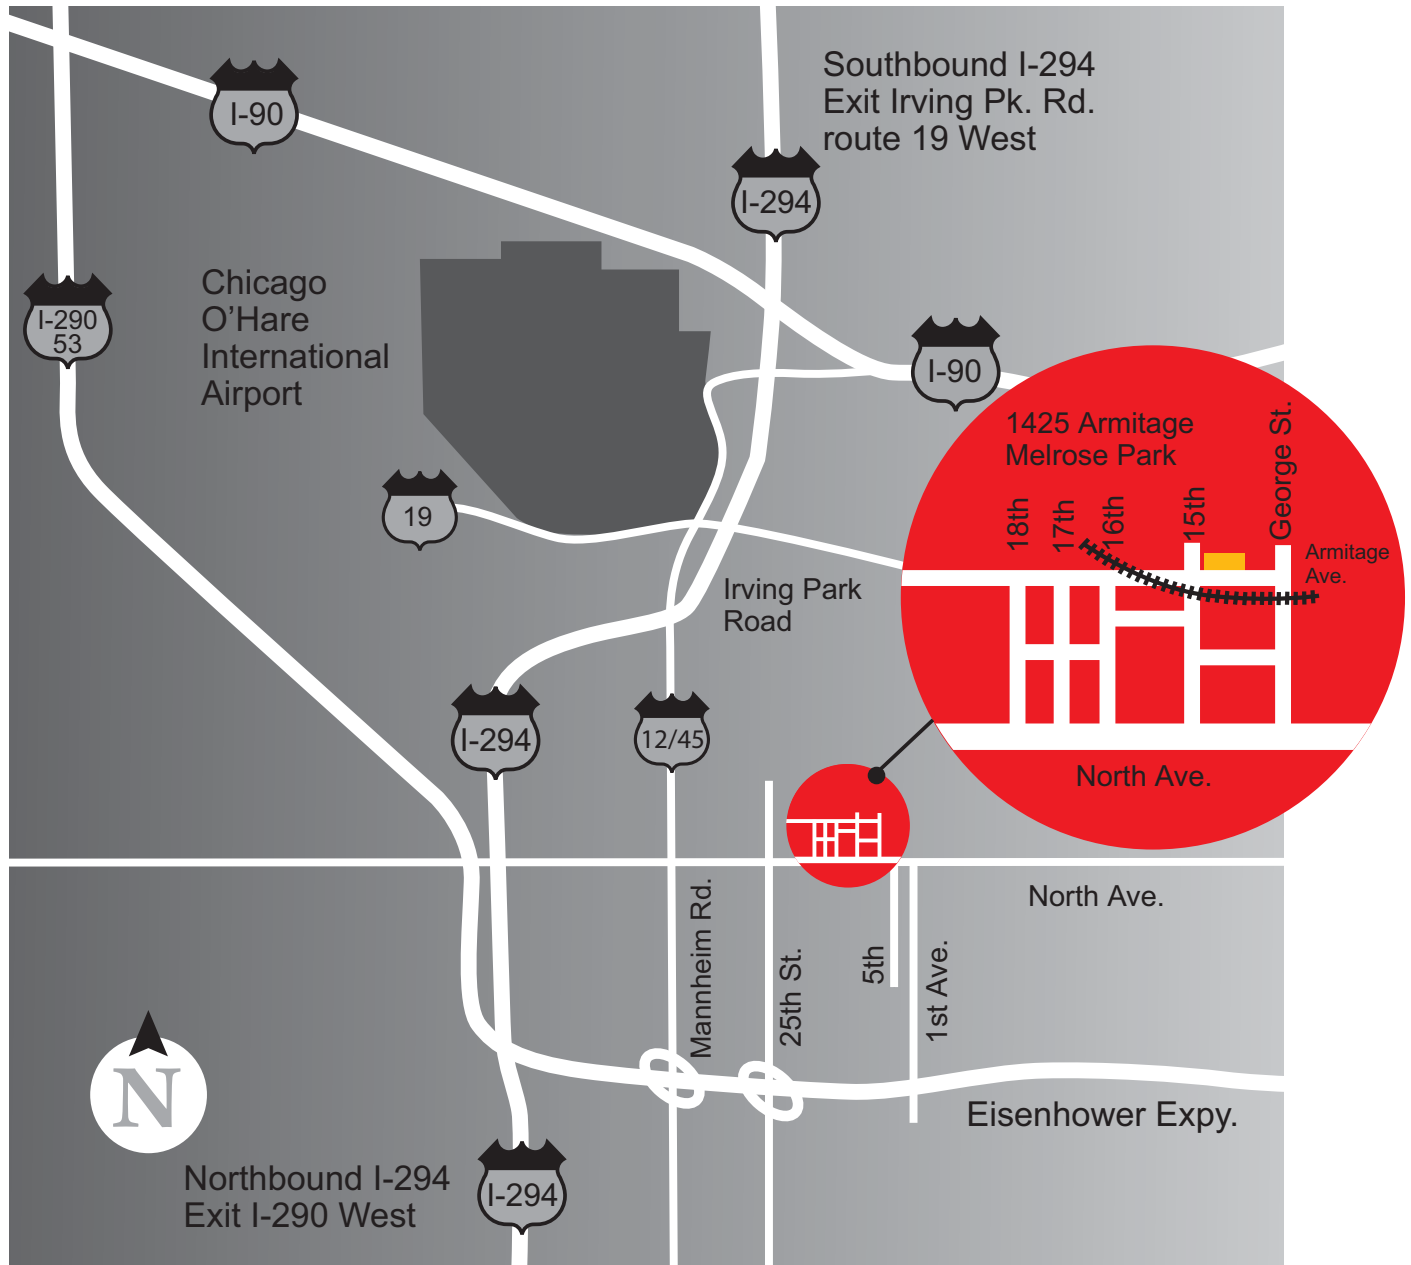 Southbound I-294
Exit Irving Pk. Rd.
route 19 West
I-90
I-294
Chicago
O’Hare
International
Airport
I-290
53
I-90
1425 Armitage
Melrose Park
18th
17th
16th
15th
George St.
Armitage
Ave.
19
Irving Park
Road
I-294
12/45
North Ave.
North Ave.
Mannheim Rd.
25th St.
5th
1st Ave.
Eisenhower Expy.
N
Northbound I-294
Exit I-290 West
I-294